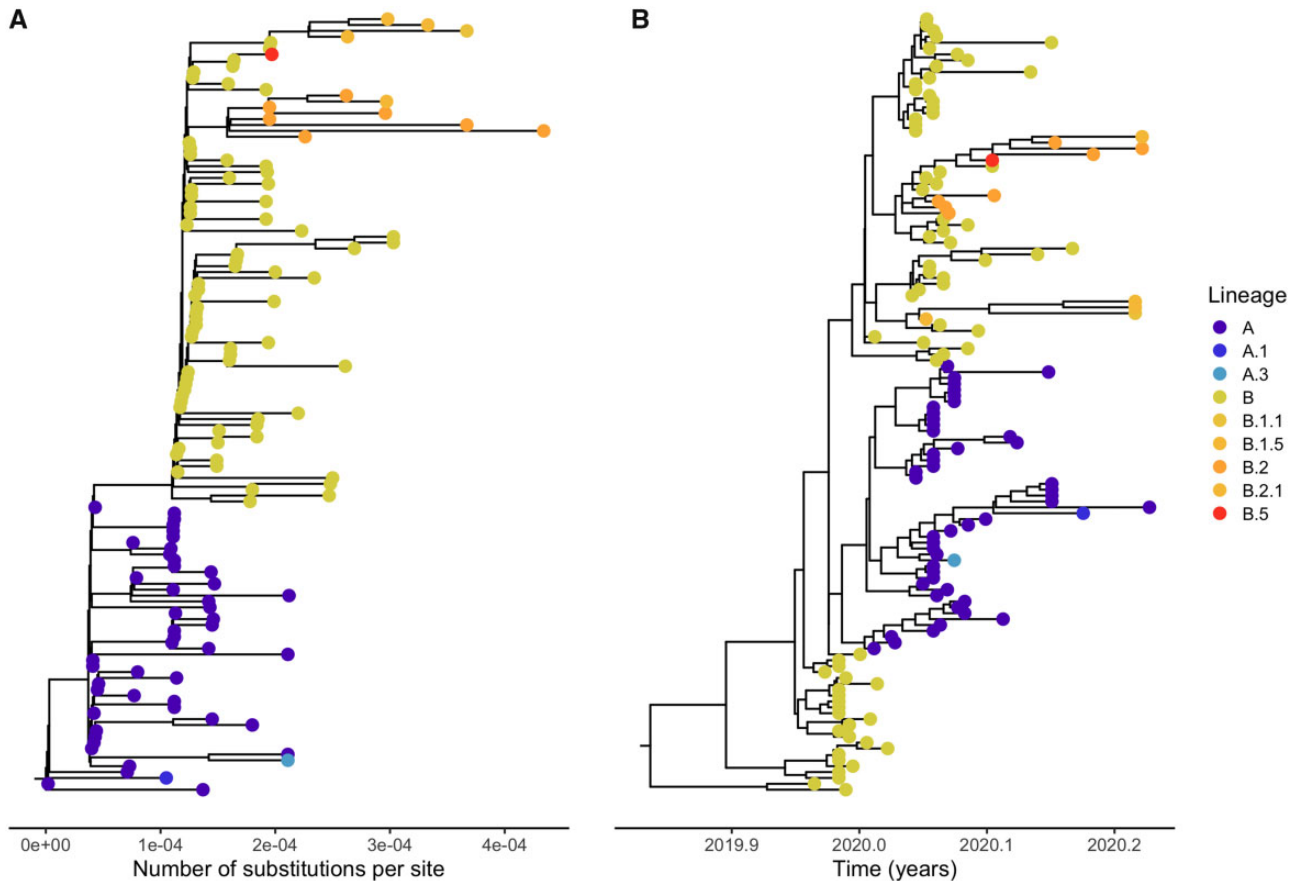 A
B
Lineage
A
A.1
A.3
B
B.1.1
B.1.5
B.2
B.2.1
B.5
0e+00 1e-04 2e-04 3e-04 4e-04
Number of substitutions per site
2019.9 2020.0 2020.1 2020.2
Time (years)